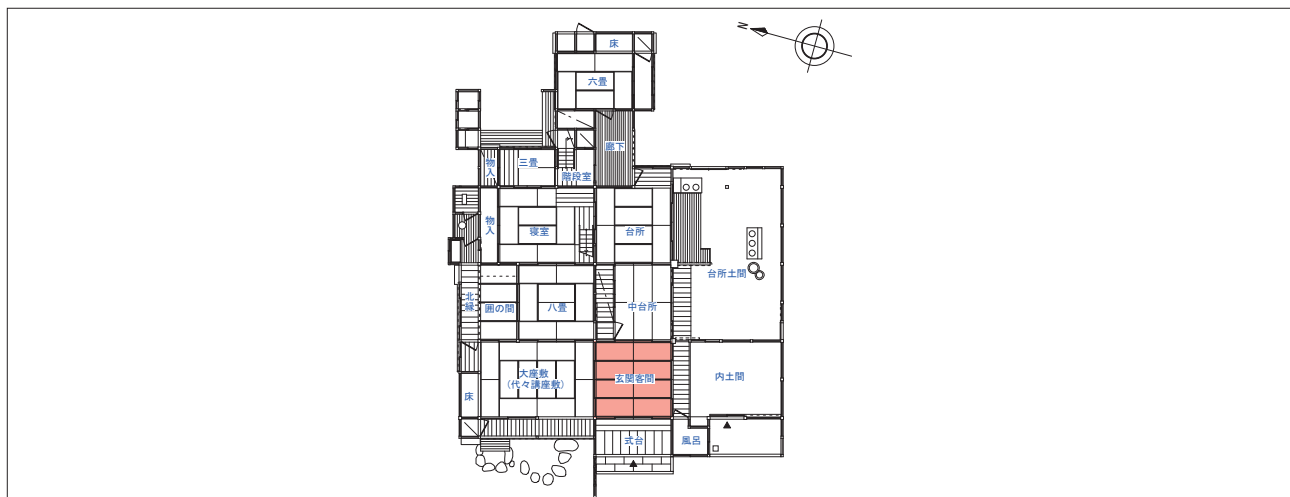 N
床
六畳
廊下
物入
三畳
階段室
物入
寝室
台所
台所土間
北縁
囲の間
八畳
中台所
大座敷
(代々講座敷)
玄関客間
内土間
床
式台
風呂